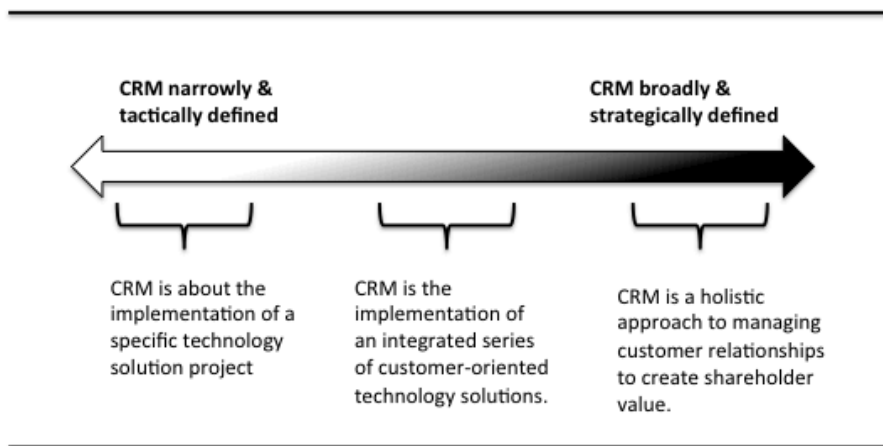 CRM narrowly &
tactically defined
CRM broadly &
strategically defined
CRM is about the
implementation of a
specific technology
solution project
CRM is the
implementation of
an integrated series
of customer-oriented
technology solutions.
CRM is a holistic
approach to managing
customer relationships
to create shareholder
value.